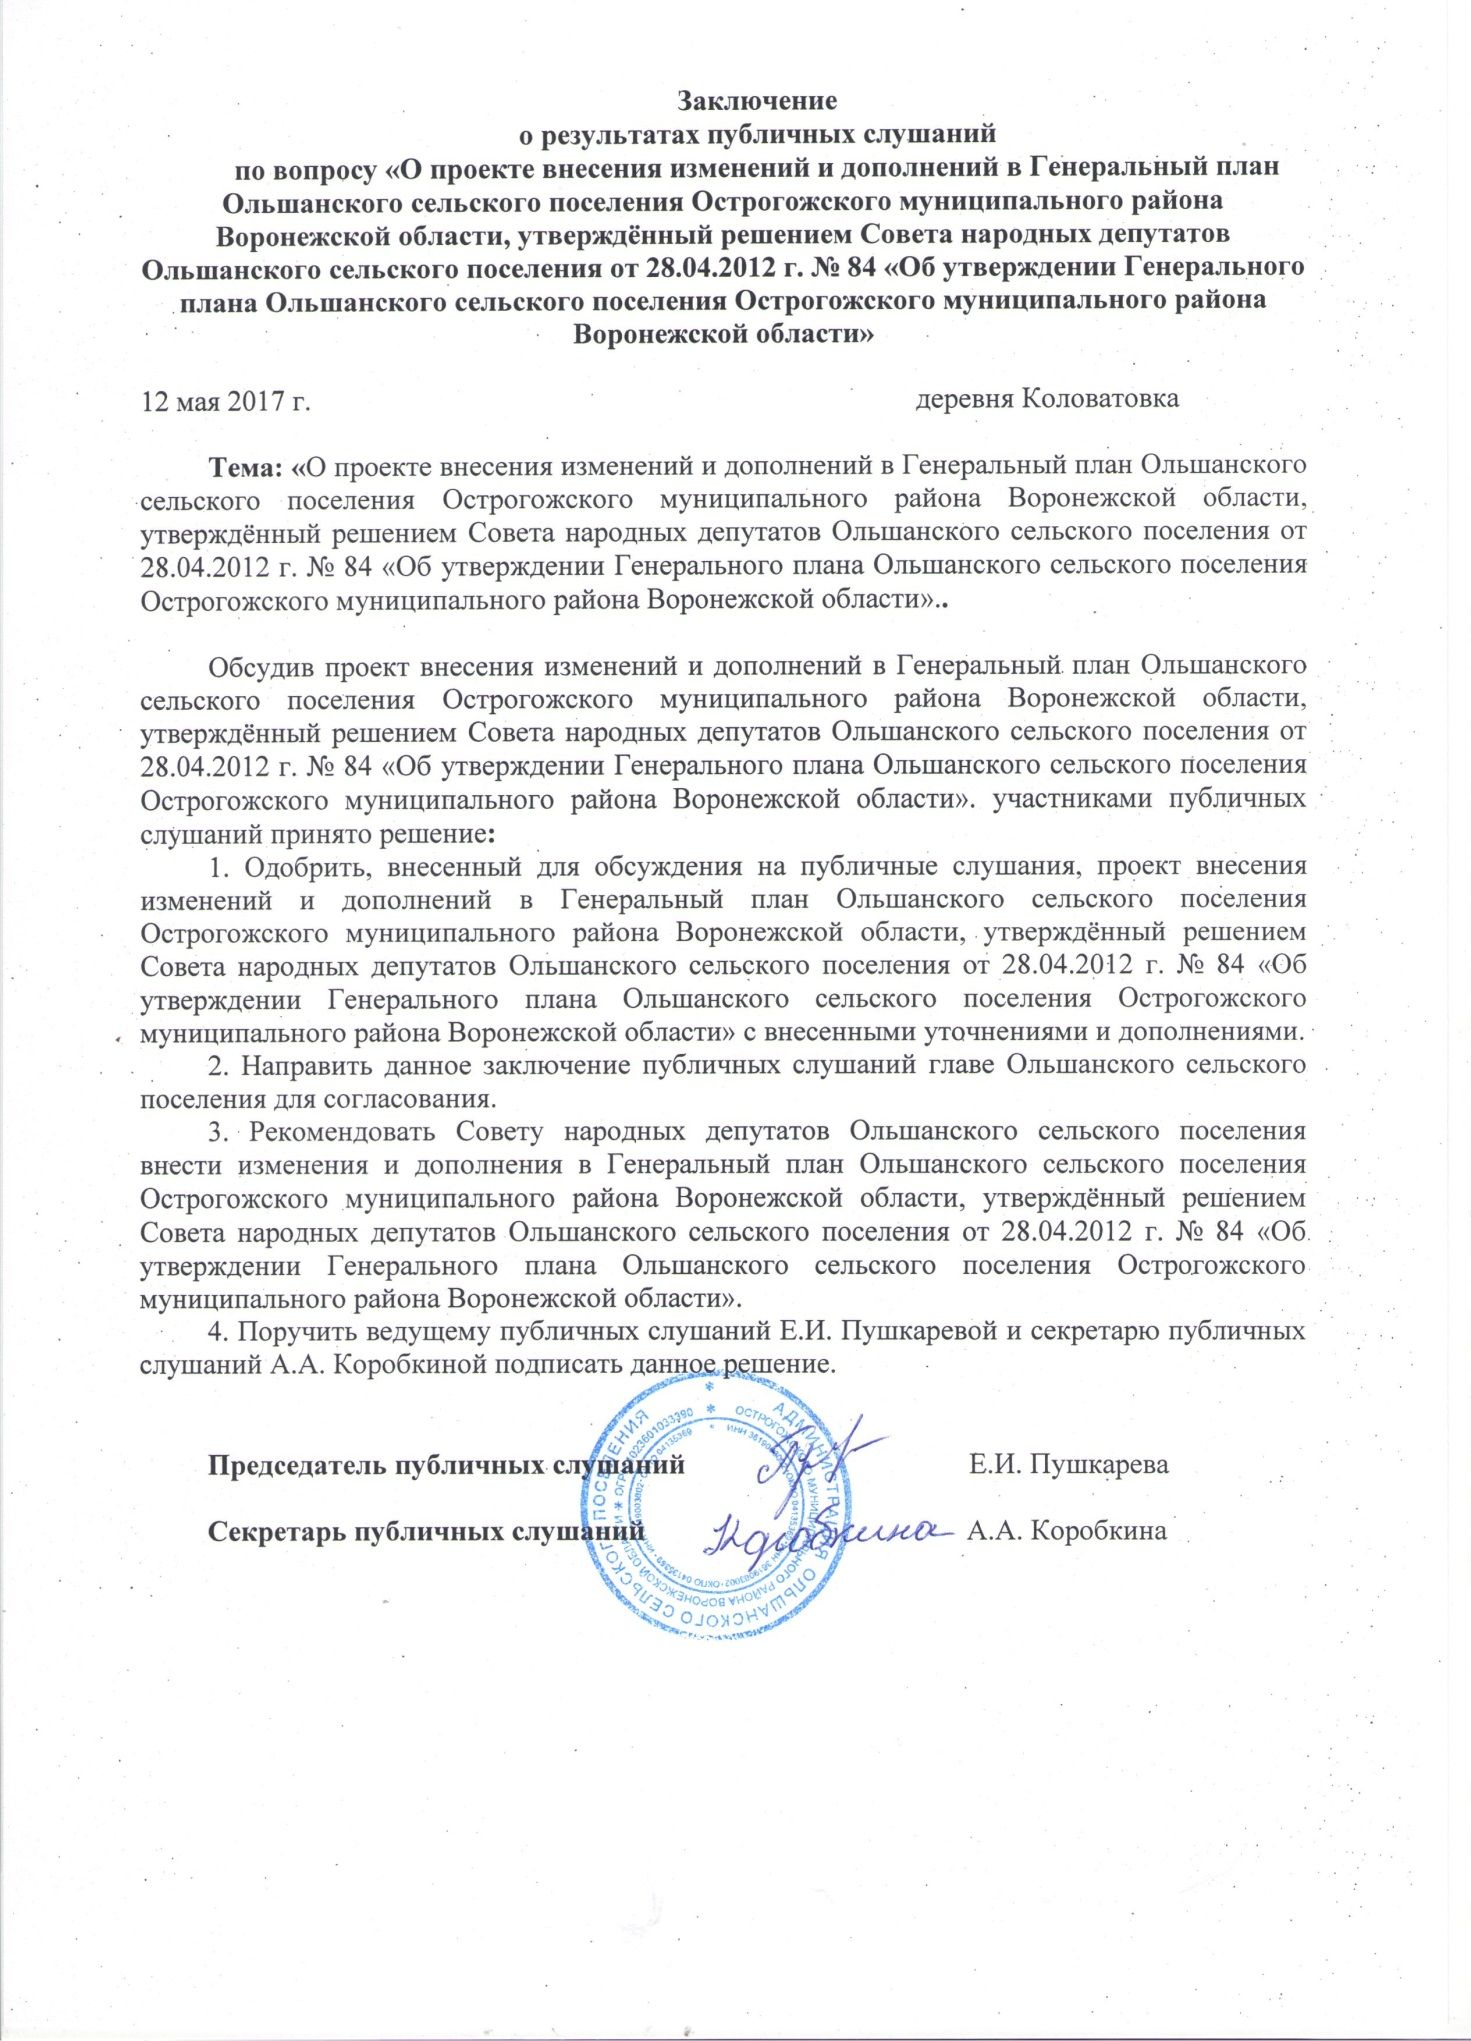 Заключение
о результатах публичных слушаний
по вопросу «О проекте внесения изменений и дополнений в Генеральный план
Ольшанского сельского поселения Острогожского муниципального района
Воронежской области, утверждённый решением Совета народных депутатов
Ольшанского сельского поселения от 28.04.2012 г. № 84 «Об утверждении Генерального
плана Ольшанского сельского поселения Острогожского муниципального района
Воронежской области»
12 мая 2017 г. деревня Коловатовка
Тема: «О проекте внесения изменений и дополнений в Генеральный план Ольшанского
сельского поселения Острогожского муниципального района Воронежской области,
утверждённый решением Совета народных депутатов Ольшанского сельского поселения от
28.04.2012 г. № 84 «Об утверждении Генерального плана Ольшанского сельского поселения
Острогожского муниципального района Воронежской области»..
Обсудив проект внесения изменений и дополнений в Генеральный план Ольшанского
сельского поселения Острогожского муниципального района Воронежской области,
утверждённый решением Совета народных депутатов Ольшанского сельского поселения от
28.04.2012 г. № 84 «Об утверждении Генерального плана Ольшанского сельского поселения
Острогожского муниципального района Воронежской области». участниками публичных
слушаний принято решение:
1. Одобрить, внесенный для обсуждения на публичные слушания, проект внесения
изменений и дополнений в Генеральный план Ольшанского сельского поселения
Острогожского муниципального района Воронежской области, утверждённый решением
Совета народных депутатов Ольшанского сельского поселения от 28.04.2012 г. № 84 «Об
утверждении Генерального плана Ольшанского сельского поселения Острогожского
муниципального района Воронежской области» с внесенными уточнениями и дополнениями.
2. Направить данное заключение публичных слушаний главе Ольшанского сельского
поселения для согласования.
3. Рекомендовать Совету народных депутатов Ольшанского сельского поселения
внести изменения и дополнения в Генеральный план Ольшанского сельского поселения
Острогожского муниципального района Воронежской области, утверждённый решением
Совета народных депутатов Ольшанского сельского поселения от 28.04.2012 г. № 84 «Об
утверждении Генерального плана Ольшанского сельского поселения Острогожского
муниципального района Воронежской области».
4. Поручить ведущему публичных слушаний Е.И. Пушкаревой и секретарю публичных
слушаний А.А. Коробкиной подписать данное решение.
Председатель публичных слушаний Е.И. Пушкарева
Секретарь публичных слушаний Коробкина А.А. Коробкина
АДМИНИСТРАЦИЯ ОЛЬШАНСКОГО СЕЛЬСКОГО ПОСЕЛЕНИЯ
ОСТРОГОЖСКОГО МУНИЦИПАЛЬНОГО РАЙОНА ВОРОНЕЖСКОЙ ОБЛАСТИ